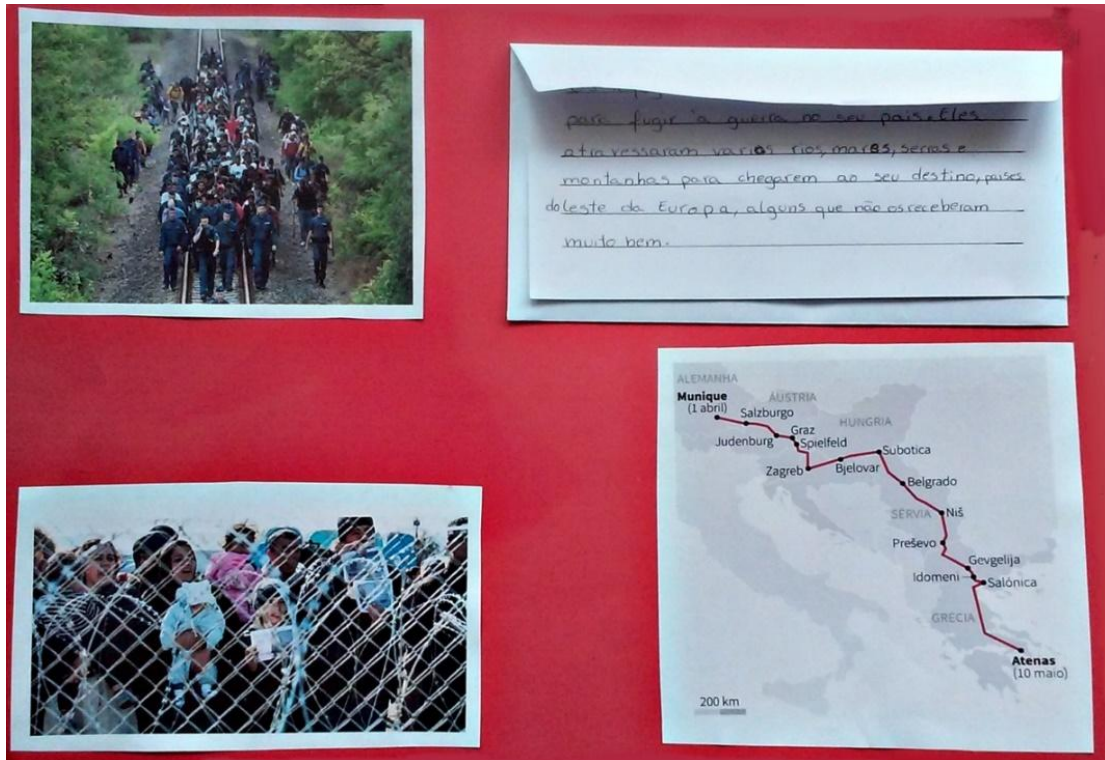 para fugir à guerra no seu país. Eles
atravessaram varios rios, mares, serras e
montanhas para chegarem ao seu destino, países
do leste da Europa, alguns que não os receberam
muito bem.
ALEMANHA
Munique
(1 abril)
ÁUSTRIA
Salzburgo
Graz
HUNGRIA
Judenburg
Spielfeld
Subotica
Zagreb
Bjelovar
Belgrado
SÉRVIA
Niš
Preševo
Gevgelija
Idomeni
Salónica
GRÉCIA
Atenas
(10 maio)
200 km